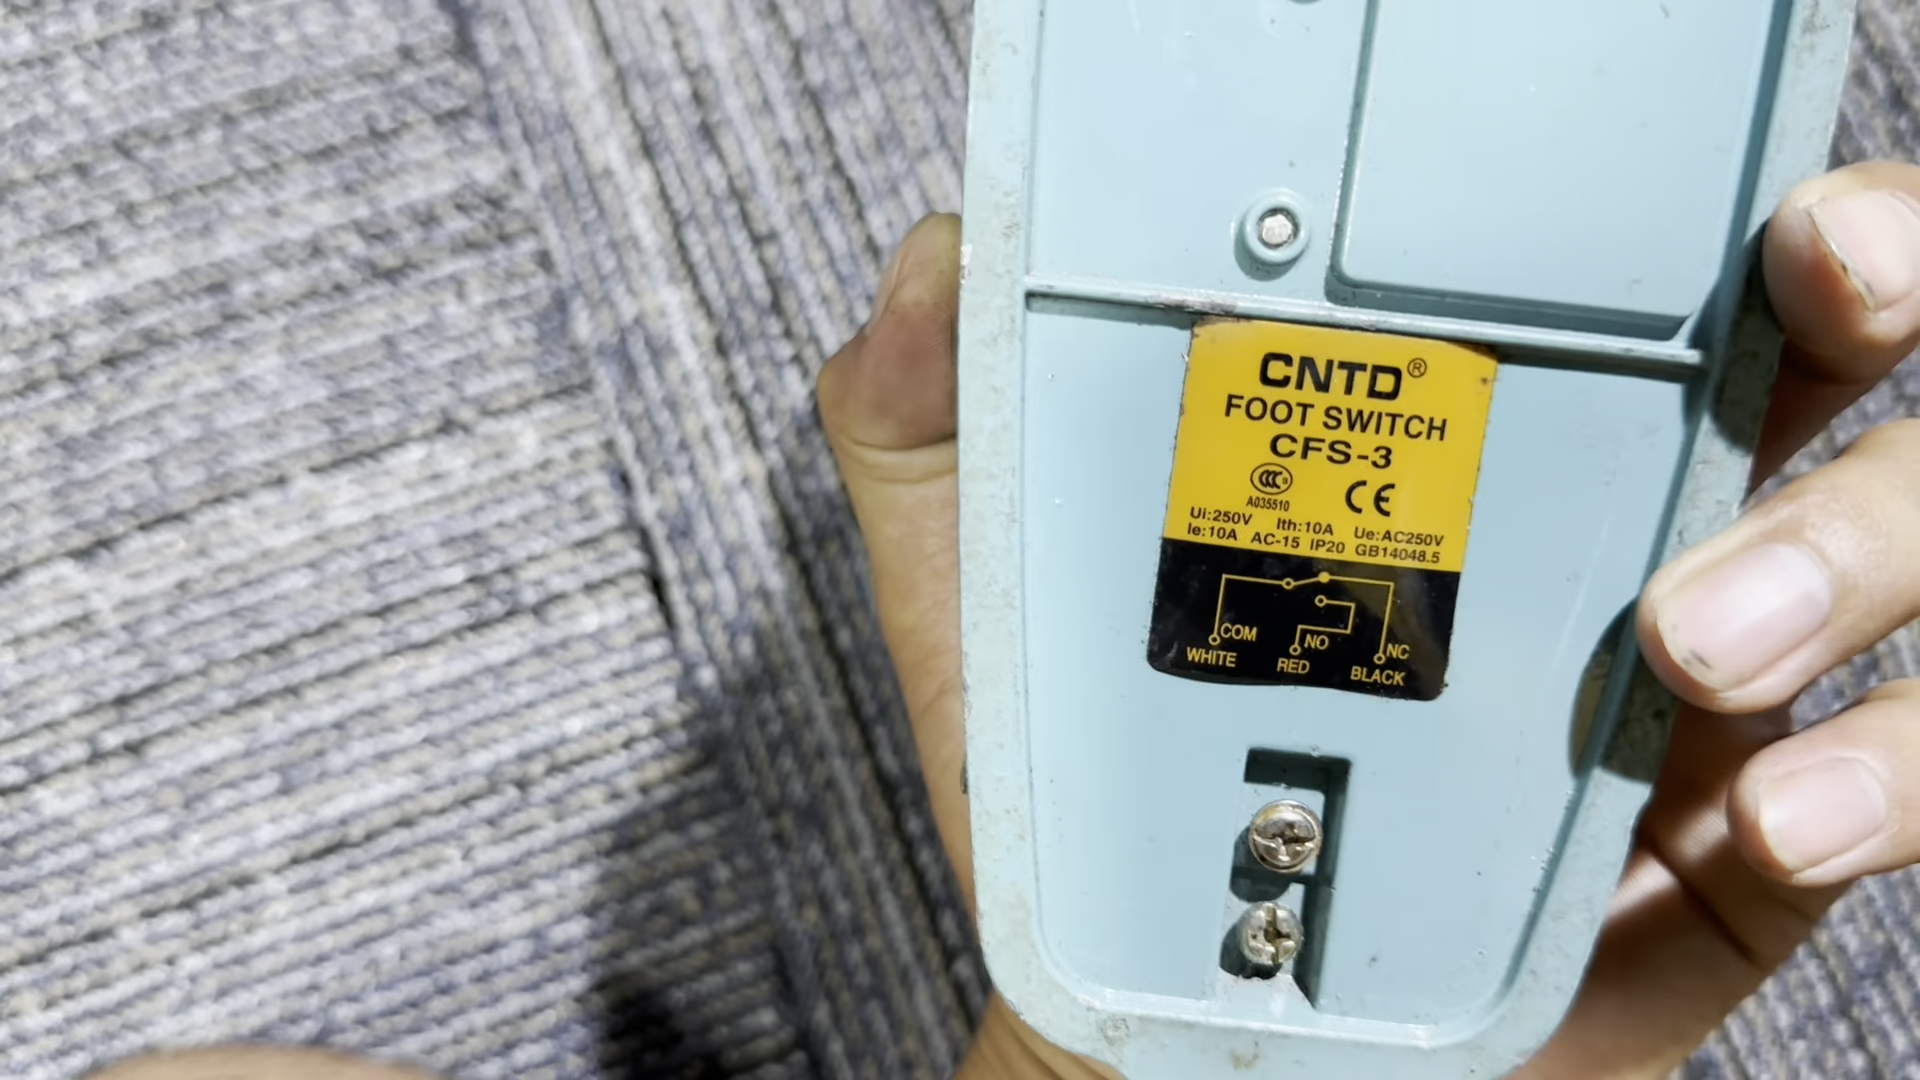 CNTD®
FOOT SWITCH
CFS-3
CCC S CE
A035510
Ui:250V Ith:10A Ue:AC250V
Ie:10A AC-15 IP20 GB14048.5
COM NO NC
WHITE RED BLACK